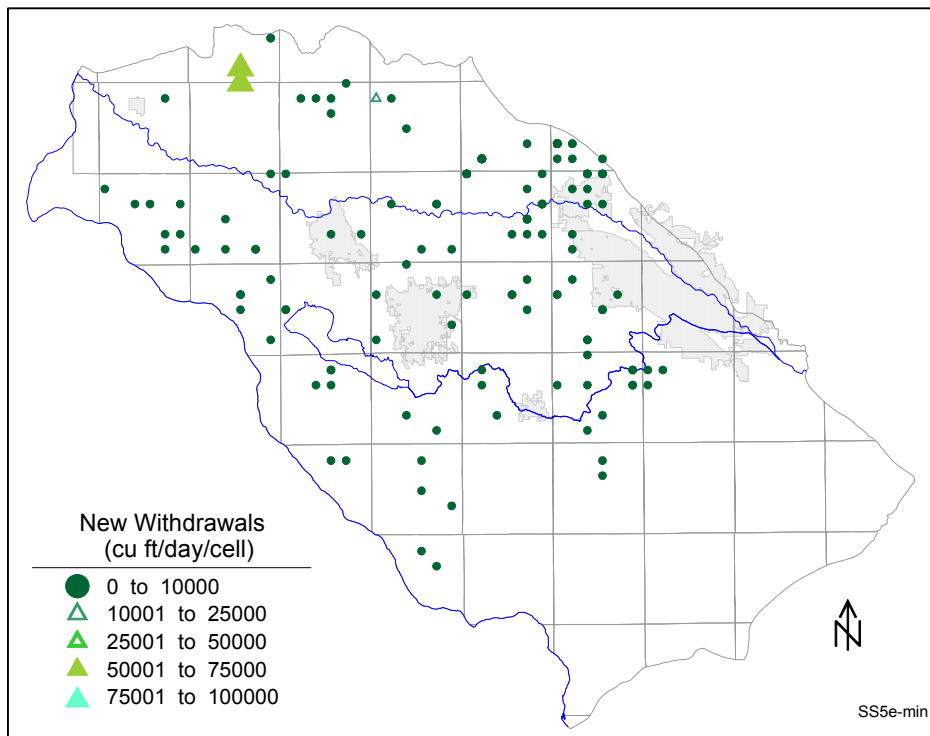 New Withdrawals
(cu ft/day/cell)
0 to 10000
10001 to 25000
25001 to 50000
50001 to 75000
75001 to 100000
N
SS5e-min